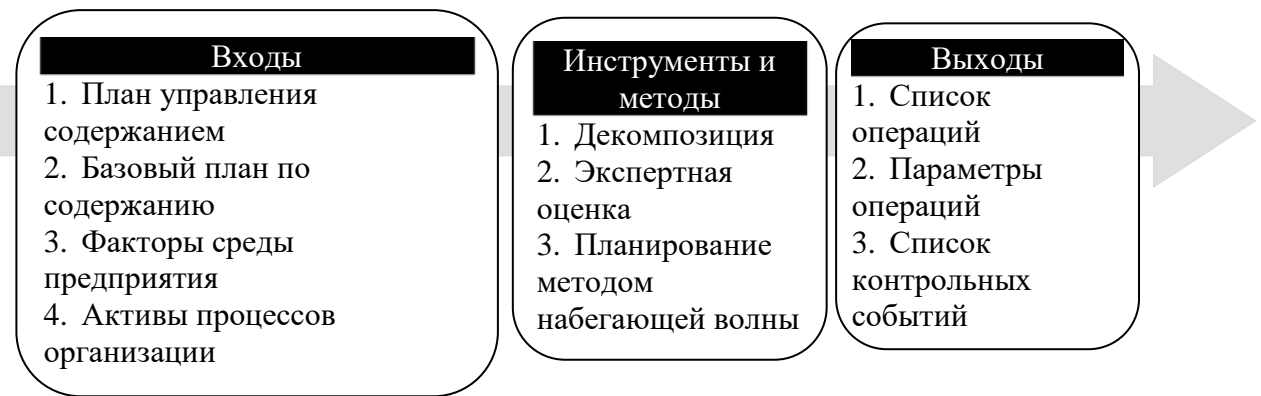 Входы
1. План управления
содержанием
2. Базовый план по
содержанию
3. Факторы среды
предприятия
4. Активы процессов
организации
Инструменты и
методы
1. Декомпозиция
2. Экспертная
оценка
3. Планирование
методом
набегающей волны
Выходы
1. Список
операций
2. Параметры
операций
3. Список
контрольных
событий